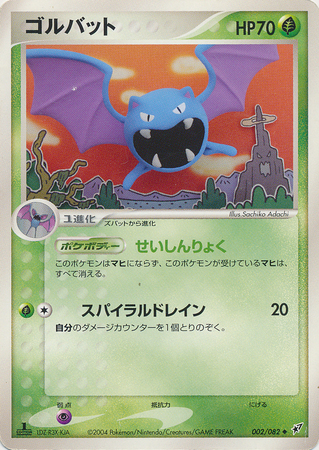 ゴルバット HP70
Illus. Sachiko Adachi
1進化 ズバットから進化
ポケボディー せいしんりょく
このポケモンはマヒにならず、このポケモンが受けているマヒは、
すべて消える。
スパイラルドレイン 20
自分のダメージカウンターを1個とりのぞく。
弱点 抵抗力 にげる
1 LDZ-R3X-KJA ©2004 Pokémon/Nintendo/Creatures/GAME FREAK 002/082 ◆